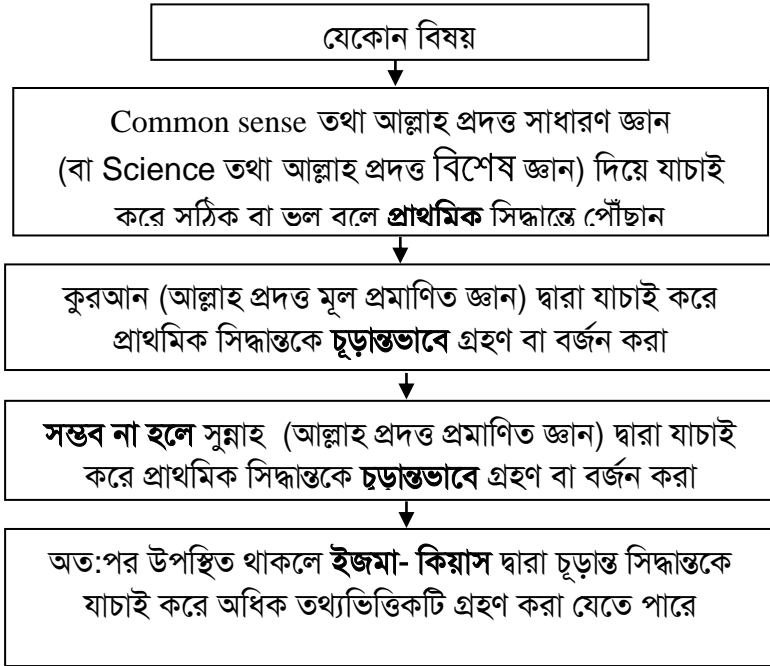 যেকোন বিষয়
Common sense তথা আল্লাহ প্রদত্ত সাধারণ জ্ঞান
(বা Science তথা আল্লাহ প্রদত্ত বিশেষ জ্ঞান) দিয়ে যাচাই
করে সঠিক বা ভুল বলে প্রাথমিক সিদ্ধান্তে পৌঁছান
কুরআন (আল্লাহ প্রদত্ত মূল প্রমাণিত জ্ঞান) দ্বারা যাচাই করে
প্রাথমিক সিদ্ধান্তকে চূড়ান্তভাবে গ্রহণ বা বর্জন করা
সম্ভব না হলে সুন্নাহ (আল্লাহ প্রদত্ত প্রমাণিত জ্ঞান) দ্বারা যাচাই
করে প্রাথমিক সিদ্ধান্তকে চূড়ান্তভাবে গ্রহণ বা বর্জন করা
অত:পর উপস্থিত থাকলে ইজমা- কিয়াস দ্বারা চূড়ান্ত সিদ্ধান্তকে
যাচাই করে অধিক তথ্যভিত্তিকটি গ্রহণ করা যেতে পারে